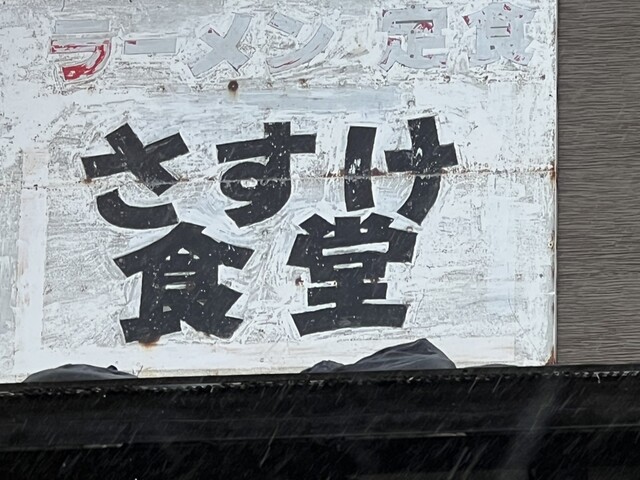 ラーメン 定食
さすけ
食堂